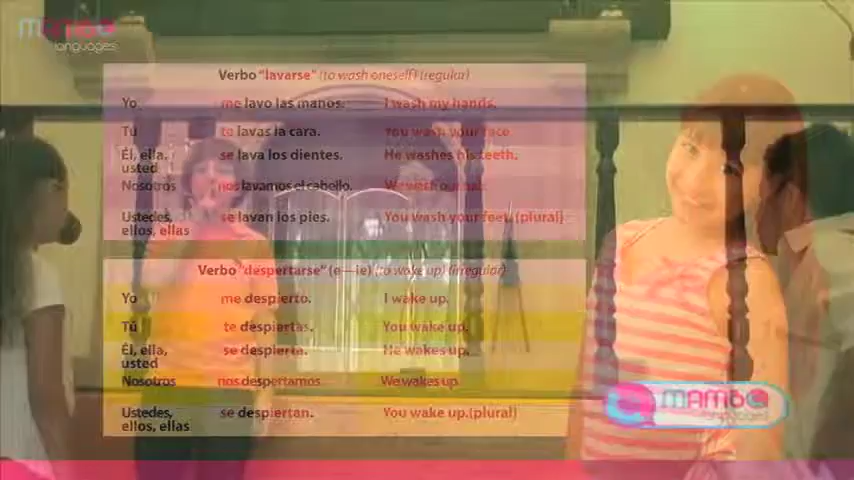 mambo
languages
Verbo "lavarse" (to wash oneself) (regular)
Yo me lavo las manos. I wash my hands.
Tú te lavas la cara. You wash your face
Él, ella, usted se lava los dientes. He washes his teeth.
Nosotros nos lavamos el cabello. We wash our hair.
Ustedes, ellos, ellas se lavan los pies. You wash your feet. (plural)
Verbo "despertarse" (e—ie) (to wake up) (irregular)
Yo me despierto. I wake up.
Tú te despiertas. You wake up.
Él, ella, usted se despierta. He wakes up.
Nosotros nos despertamos. We wakes up.
Ustedes, ellos, ellas se despiertan. You wake up.(plural)
mambo
languages